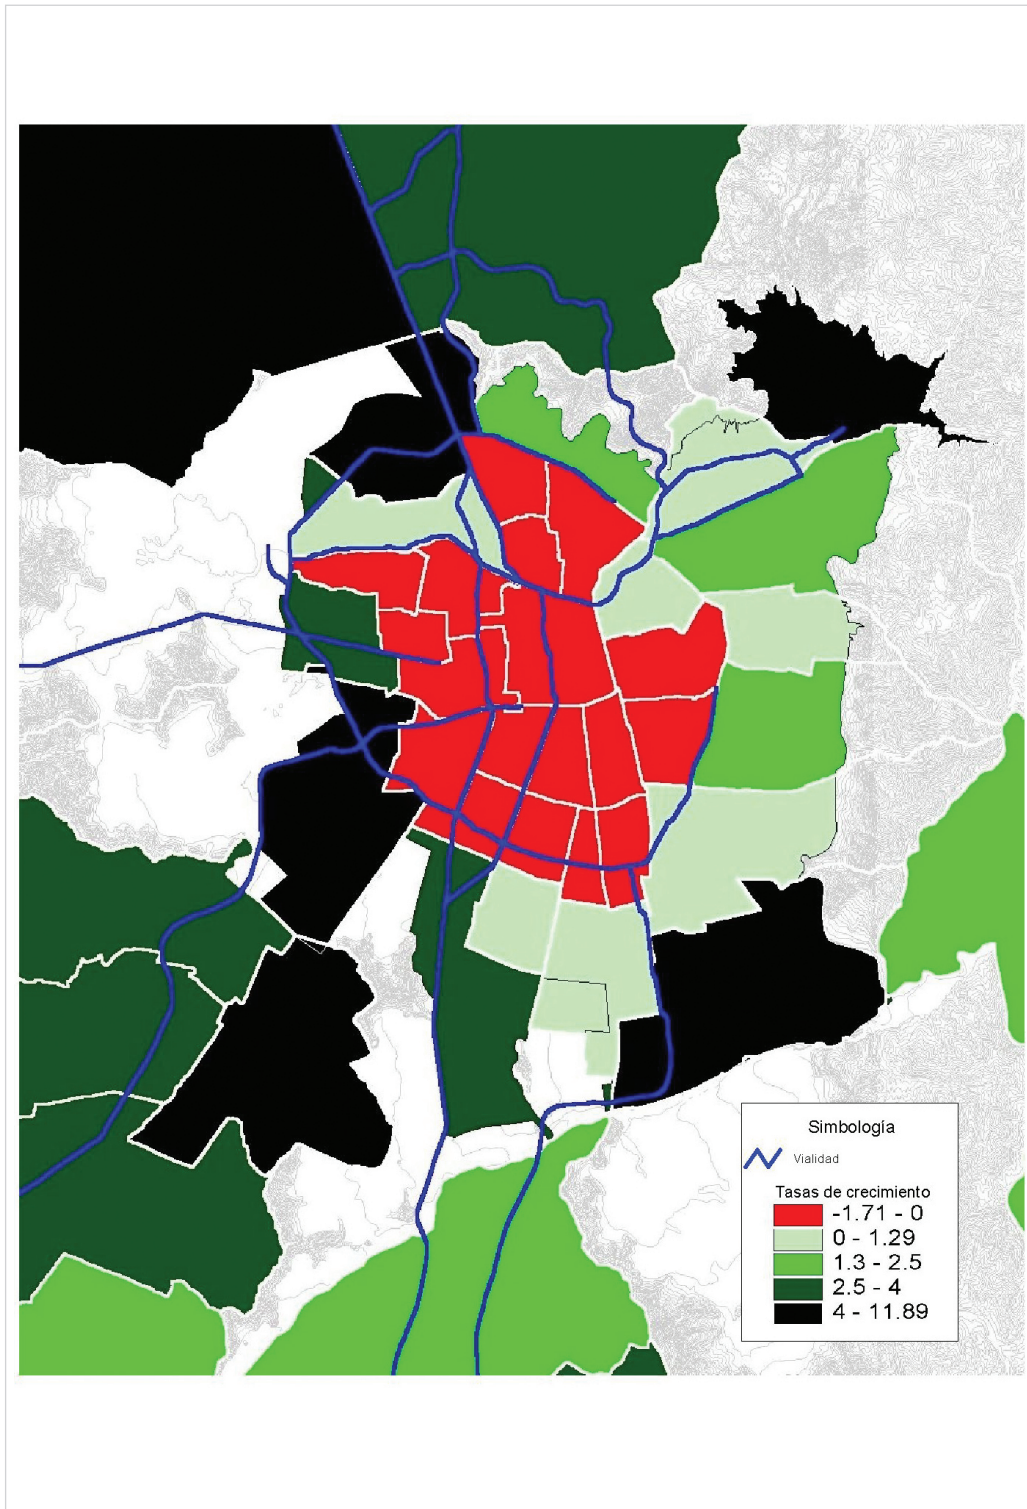 Simbología
Vialidad
Tasas de crecimiento
-1.71 - 0
0 - 1.29
1.3 - 2.5
2.5 - 4
4 - 11.89